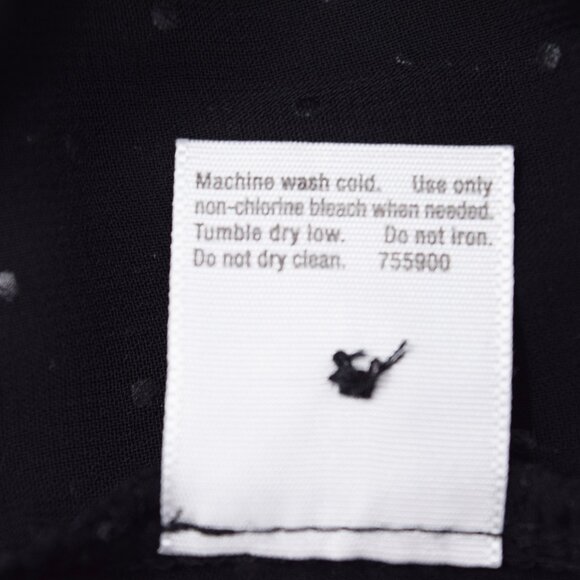 Machine wash cold. Use only
non-chlorine bleach when needed.
Tumble dry low. Do not iron.
Do not dry clean. 755900